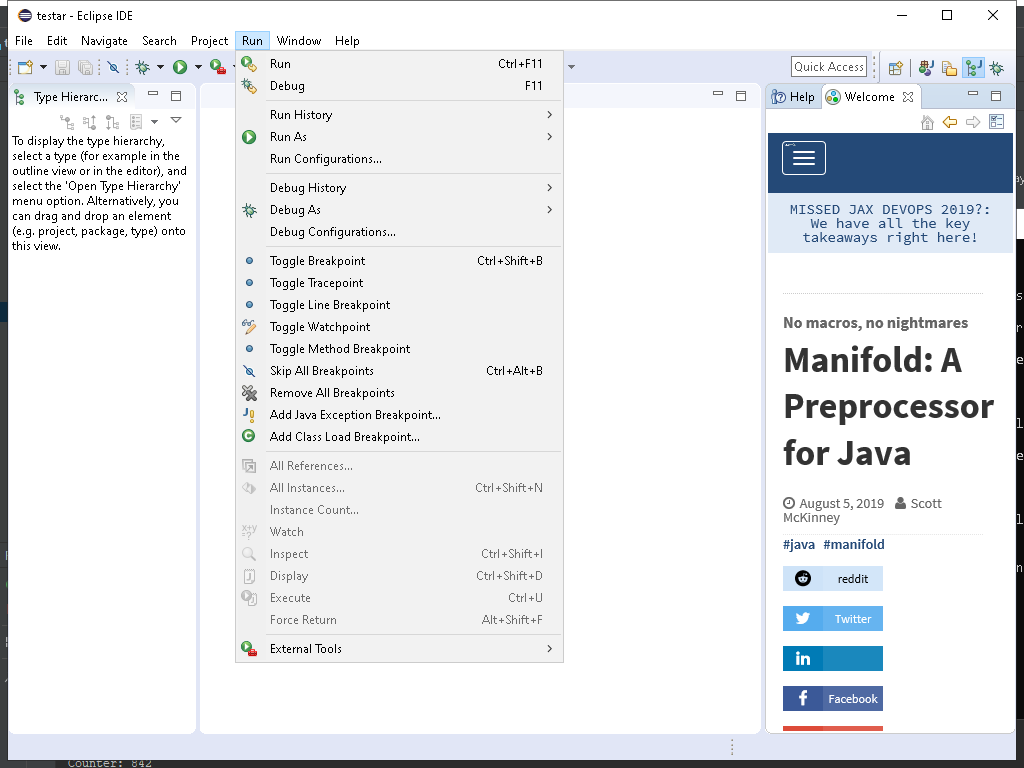 testar - Eclipse IDE
File Edit Navigate Search Project Run Window Help
Quick Access
Type Hierarc...
To display the type hierarchy,
select a type (for example in the
outline view or in the editor), and
select the 'Open Type Hierarchy'
menu option. Alternatively, you
can drag and drop an element
(e.g. project, package, type) onto
this view.
Run Ctrl+F11
Debug F11
Run History
Run As
Run Configurations...
Debug History
Debug As
Debug Configurations...
Toggle Breakpoint Ctrl+Shift+B
Toggle Tracepoint
Toggle Line Breakpoint
Toggle Watchpoint
Toggle Method Breakpoint
Skip All Breakpoints Ctrl+Alt+B
Remove All Breakpoints
Add Java Exception Breakpoint...
Add Class Load Breakpoint...
All References...
All Instances... Ctrl+Shift+N
Instance Count...
Watch
Inspect Ctrl+Shift+I
Display Ctrl+Shift+D
Execute Ctrl+U
Force Return Alt+Shift+F
External Tools
Help Welcome
MISSED JAX DEVOPS 2019?:
We have all the key
takeaways right here!
No macros, no nightmares
Manifold: A
Preprocessor
for Java
August 5, 2019 Scott
McKinney
#java #manifold
reddit
Twitter
in
Facebook
Counter: 842